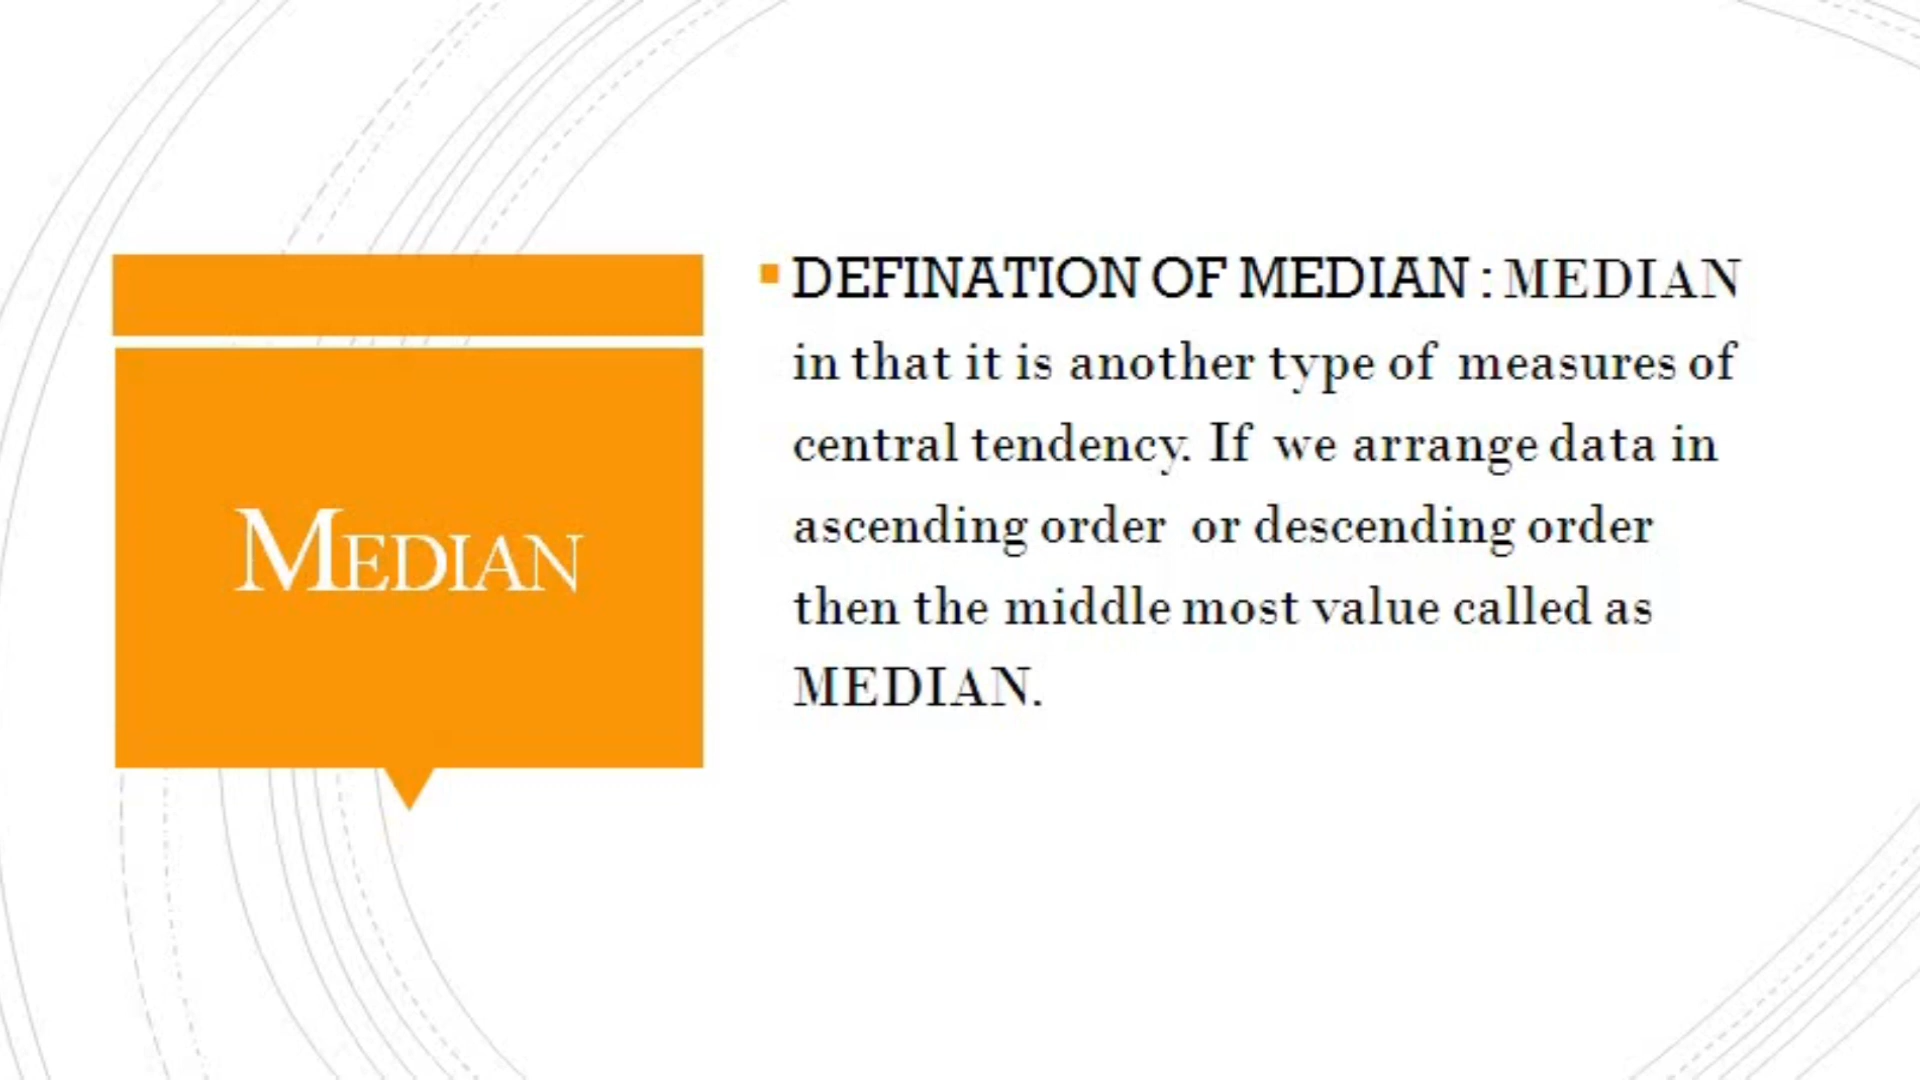 MEDIAN
DEFINATION OF MEDIAN : MEDIAN
in that it is another type of measures of
central tendency. If we arrange data in
ascending order or descending order
then the middle most value called as
MEDIAN.